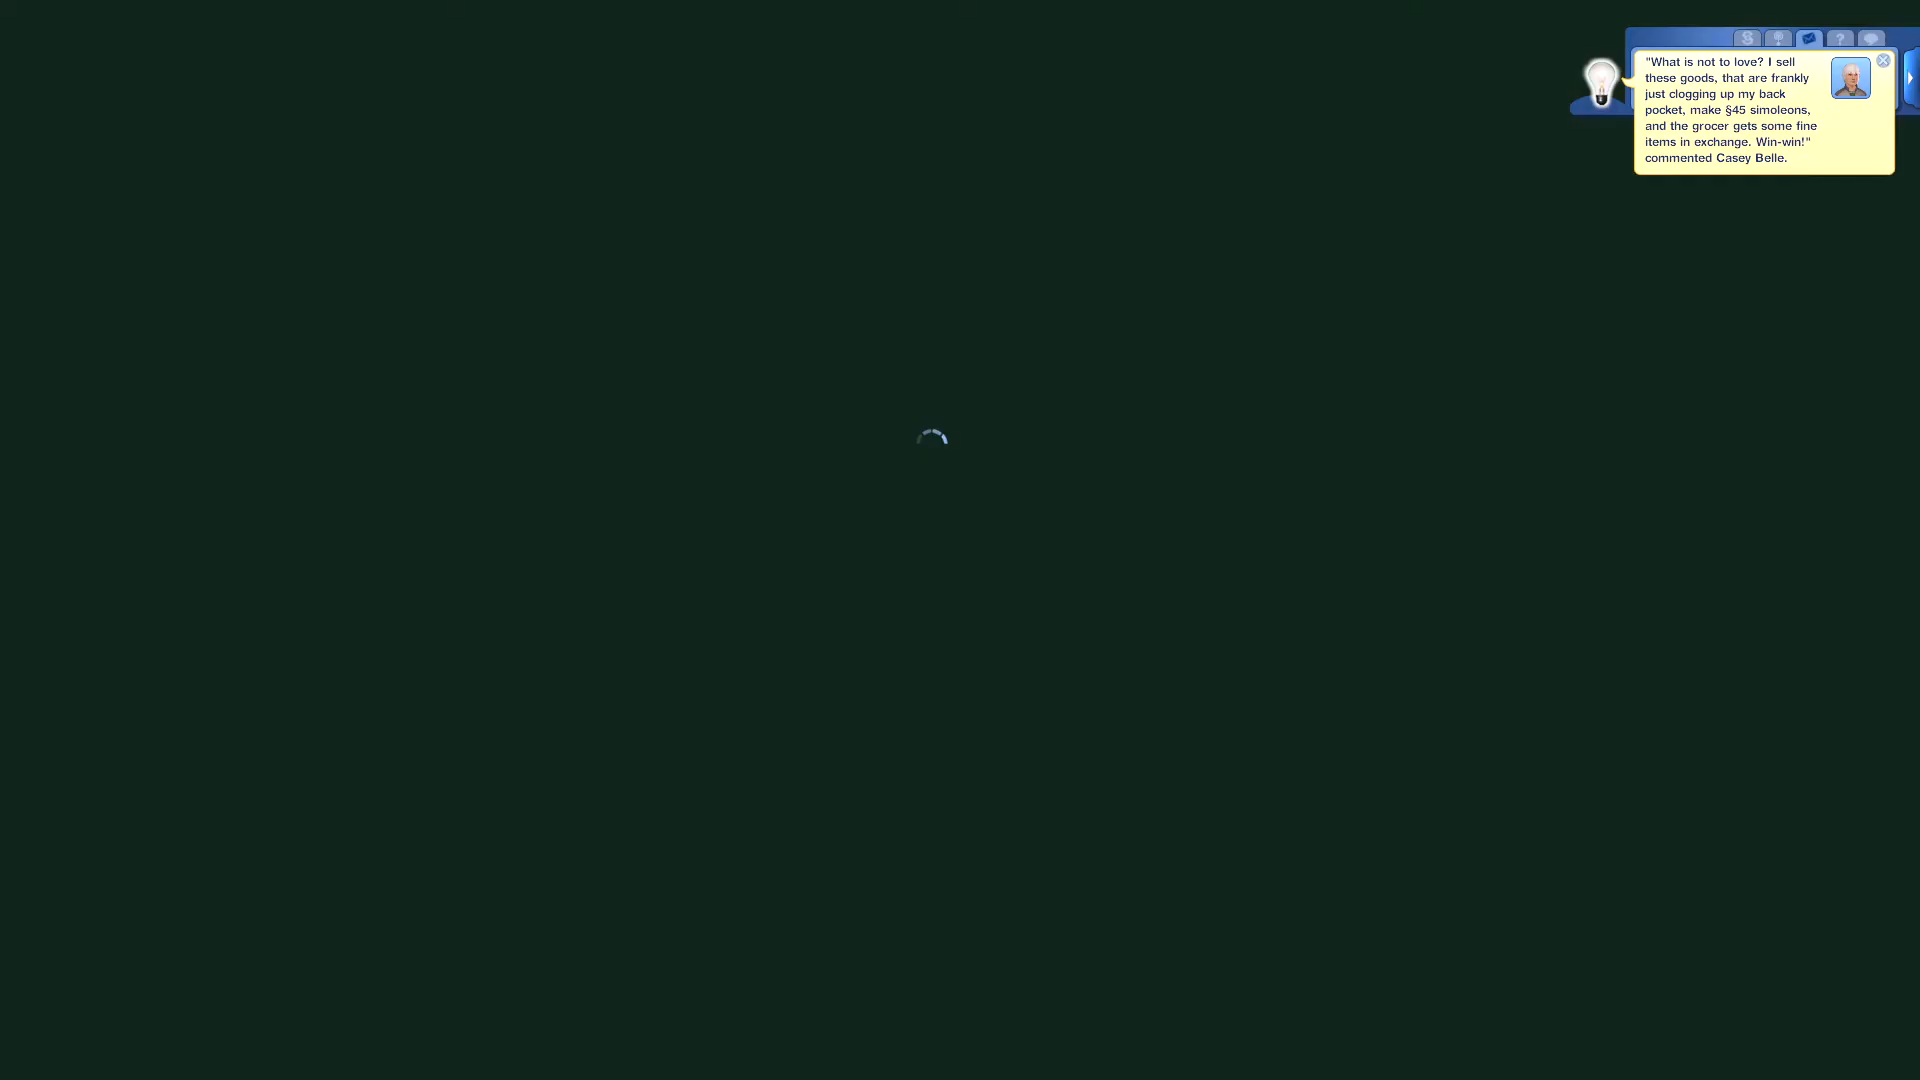 "What is not to love? I sell
these goods, that are frankly
just clogging up my back
pocket, make §45 simoleons,
and the grocer gets some fine
items in exchange. Win-win!"
commented Casey Belle.